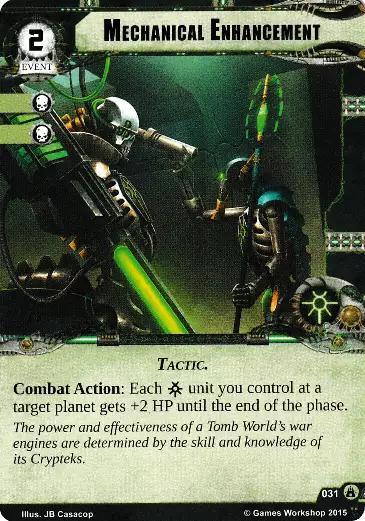 MECHANICAL ENHANCEMENT
2
EVENT
TACTIC.
Combat Action: Each unit you control at a
target planet gets +2 HP until the end of the phase.
The power and effectiveness of a Tomb World's war
engines are determined by the skill and knowledge of
its Crypteks.
031
Illus. JB Casacop
© Games Workshop 2015